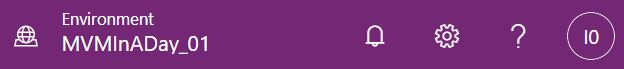 Environment
MVMInADay_01
?
I0